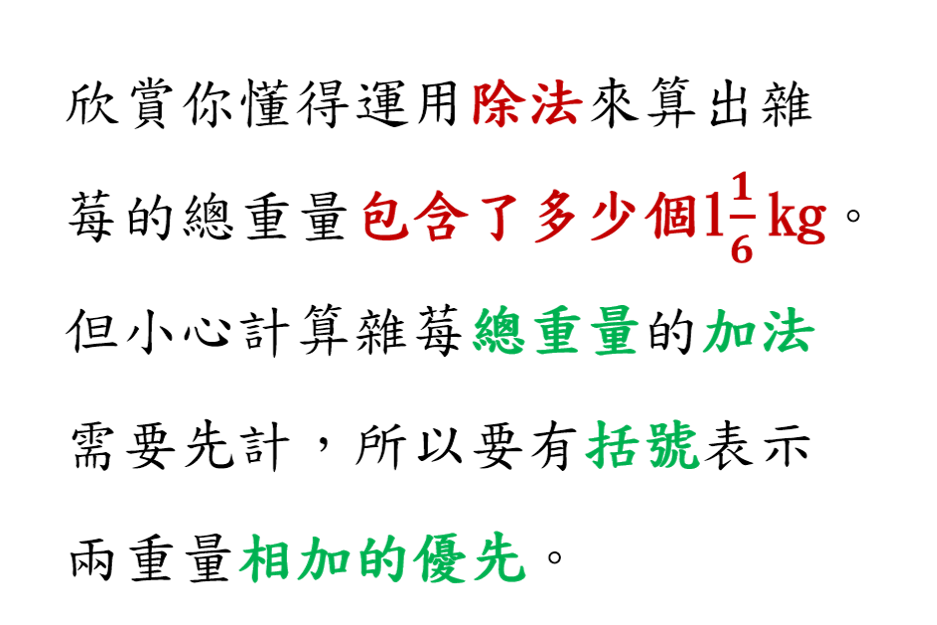 欣賞你懂得運用除法來算出雜
莓的總重量包含了多少個1 1/6 kg。
但小心計算雜莓總重量的加法
需要先計，所以要有括號表示
兩重量相加的優先。